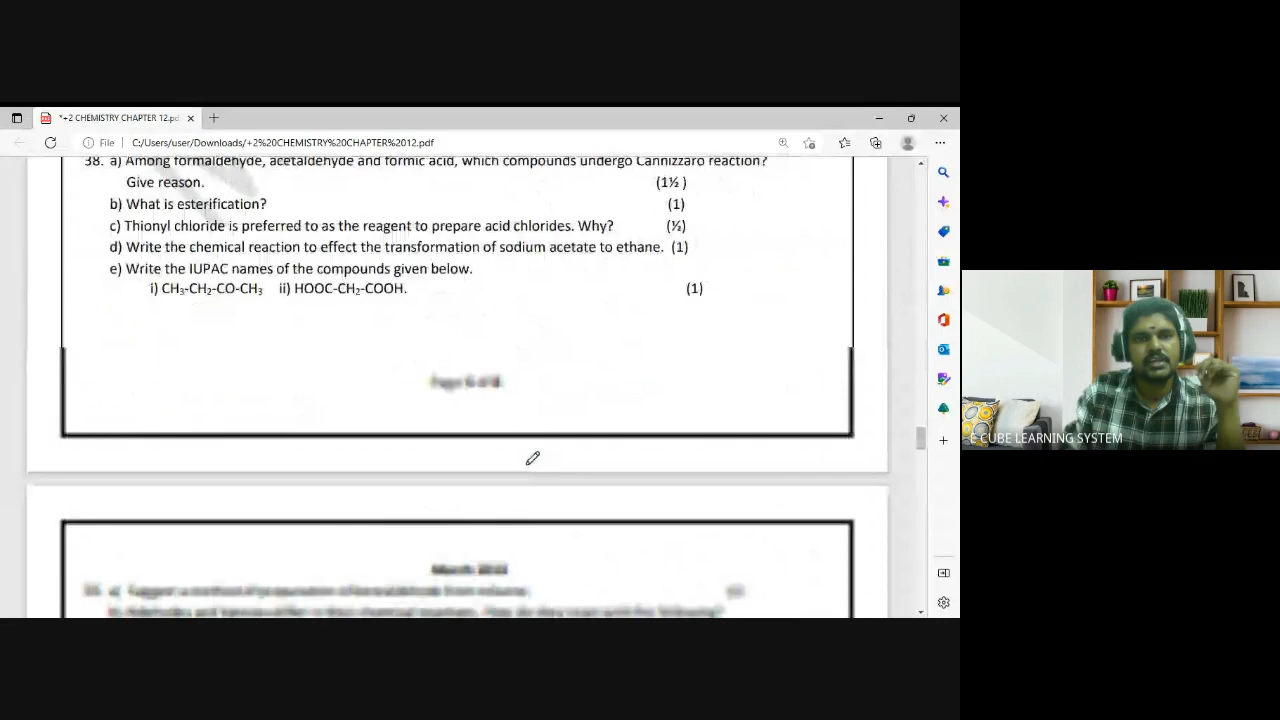 *+2 CHEMISTRY CHAPTER 12.pd
File C:/Users/user/Downloads/+2%20CHEMISTRY%20CHAPTER%2012.pdf
38. a) Among formaldehyde, acetaldehyde and formic acid, which compounds undergo Cannizzaro reaction?
Give reason. (1½ )
b) What is esterification? (1)
c) Thionyl chloride is preferred to as the reagent to prepare acid chlorides. Why? (½)
d) Write the chemical reaction to effect the transformation of sodium acetate to ethane. (1)
e) Write the IUPAC names of the compounds given below.
i) CH₃-CH₂-CO-CH₃ ii) HOOC-CH₂-COOH. (1)
E CUBE LEARNING SYSTEM